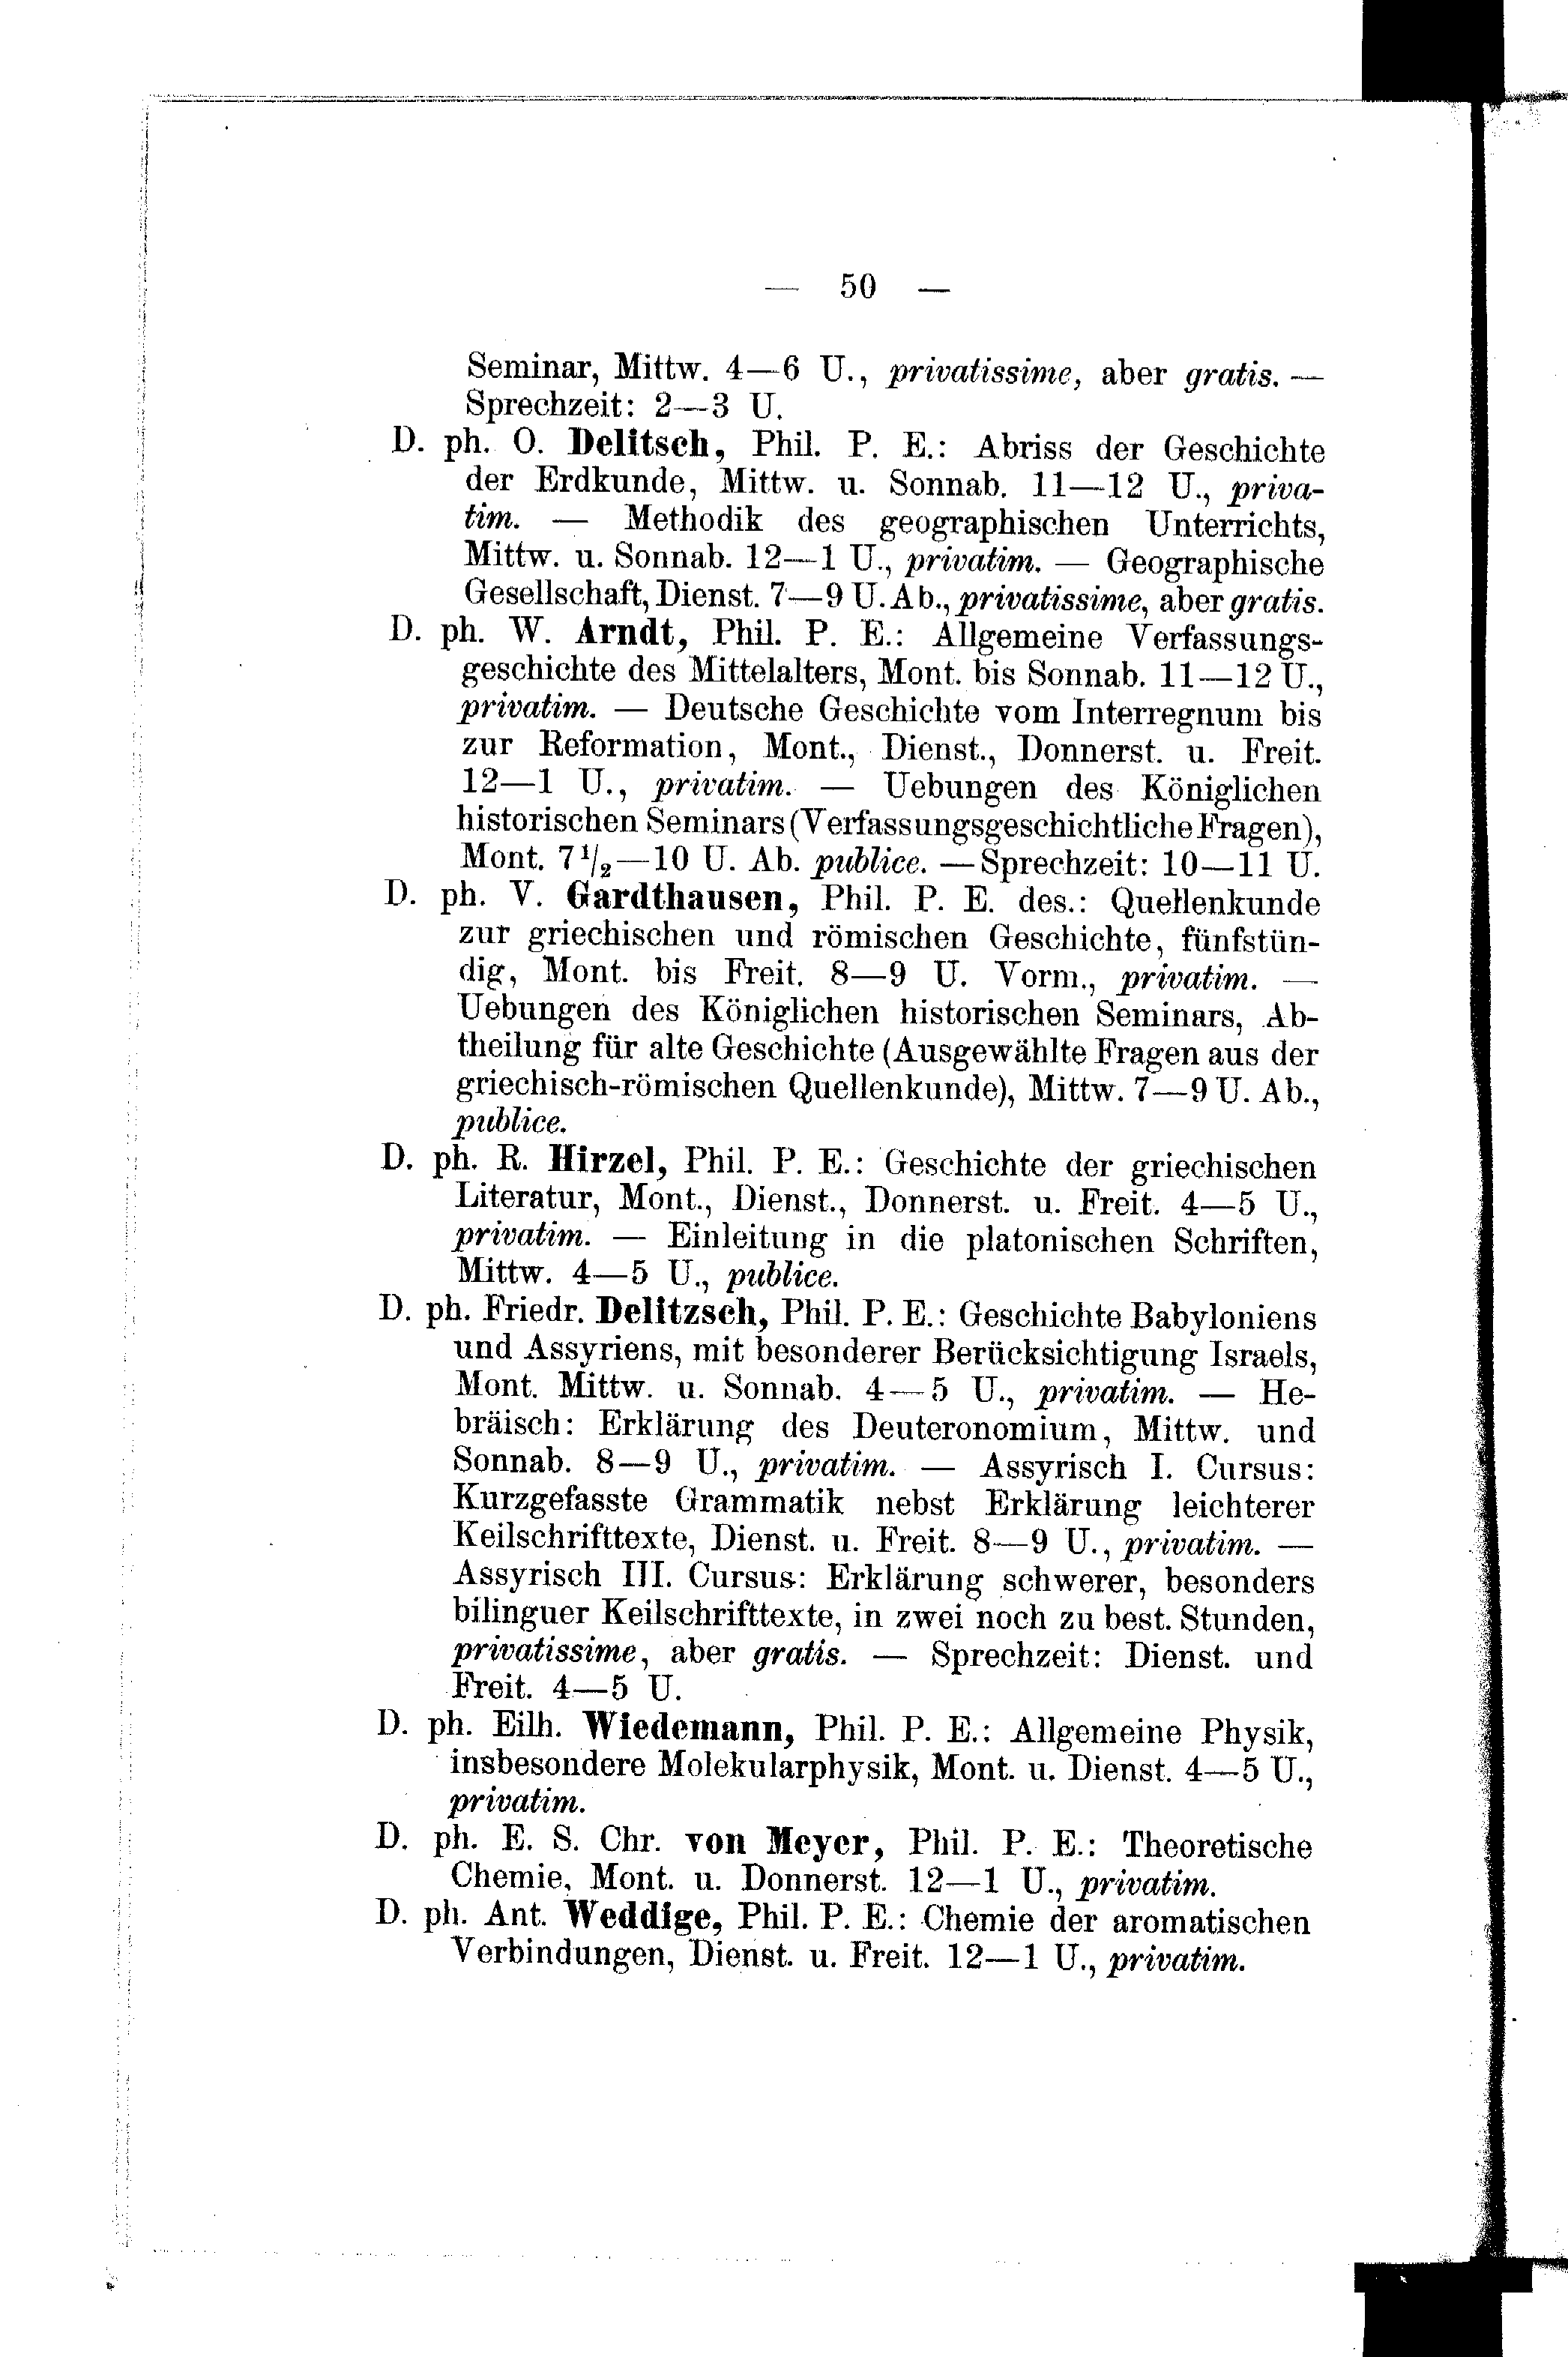 — 50 —
Seminar, Mittw. 4—6 U., privatissime, aber gratis. —
Sprechzeit: 2—3 U.
D. ph. O. Delitsch, Phil. P. E.: Abriss der Geschichte
der Erdkunde, Mittw. u. Sonnab. 11—12 U., priva-
tim. — Methodik des geographischen Unterrichts,
Mittw. u. Sonnab. 12—1 U., privatim. — Geographische
Gesellschaft, Dienst. 7—9 U. Ab., privatissime, aber gratis.
D. ph. W. Arndt, Phil. P. E.: Allgemeine Verfassungs-
geschichte des Mittelalters, Mont. bis Sonnab. 11—12 U.,
privatim. — Deutsche Geschichte vom Interregnum bis
zur Reformation, Mont., Dienst., Donnerst. u. Freit.
12—1 U., privatim. — Uebungen des Königlichen
historischen Seminars (Verfassungsgeschichtliche Fragen),
Mont. 7½—10 U. Ab. publice. — Sprechzeit: 10—11 U.
D. ph. V. Gardthausen, Phil. P. E. des.: Quellenkunde
zur griechischen und römischen Geschichte, fünfstün-
dig, Mont. bis Freit. 8—9 U. Vorm., privatim. —
Uebungen des Königlichen historischen Seminars, Ab-
theilung für alte Geschichte (Ausgewählte Fragen aus der
griechisch-römischen Quellenkunde), Mittw. 7—9 U. Ab.,
publice.
D. ph. R. Hirzel, Phil. P. E.: Geschichte der griechischen
Literatur, Mont., Dienst., Donnerst. u. Freit. 4—5 U.,
privatim. — Einleitung in die platonischen Schriften,
Mittw. 4—5 U., publice.
D. ph. Friedr. Delitzsch, Phil. P. E.: Geschichte Babyloniens
und Assyriens, mit besonderer Berücksichtigung Israels,
Mont. Mittw. u. Sonnab. 4—5 U., privatim. — He-
bräisch: Erklärung des Deuteronomium, Mittw. und
Sonnab. 8—9 U., privatim. — Assyrisch I. Cursus:
Kurzgefasste Grammatik nebst Erklärung leichterer
Keilschrifttexte, Dienst. u. Freit. 8—9 U., privatim. —
Assyrisch III. Cursus: Erklärung schwerer, besonders
bilinguer Keilschrifttexte, in zwei noch zu best. Stunden,
privatissime, aber gratis. — Sprechzeit: Dienst. und
Freit. 4—5 U.
D. ph. Eilh. Wiedemann, Phil. P. E.: Allgemeine Physik,
insbesondere Molekularphysik, Mont. u. Dienst. 4—5 U.,
privatim.
D. ph. E. S. Chr. von Meyer, Phil. P. E.: Theoretische
Chemie, Mont. u. Donnerst. 12—1 U., privatim.
D. ph. Ant. Weddige, Phil. P. E.: Chemie der aromatischen
Verbindungen, Dienst. u. Freit. 12—1 U., privatim.